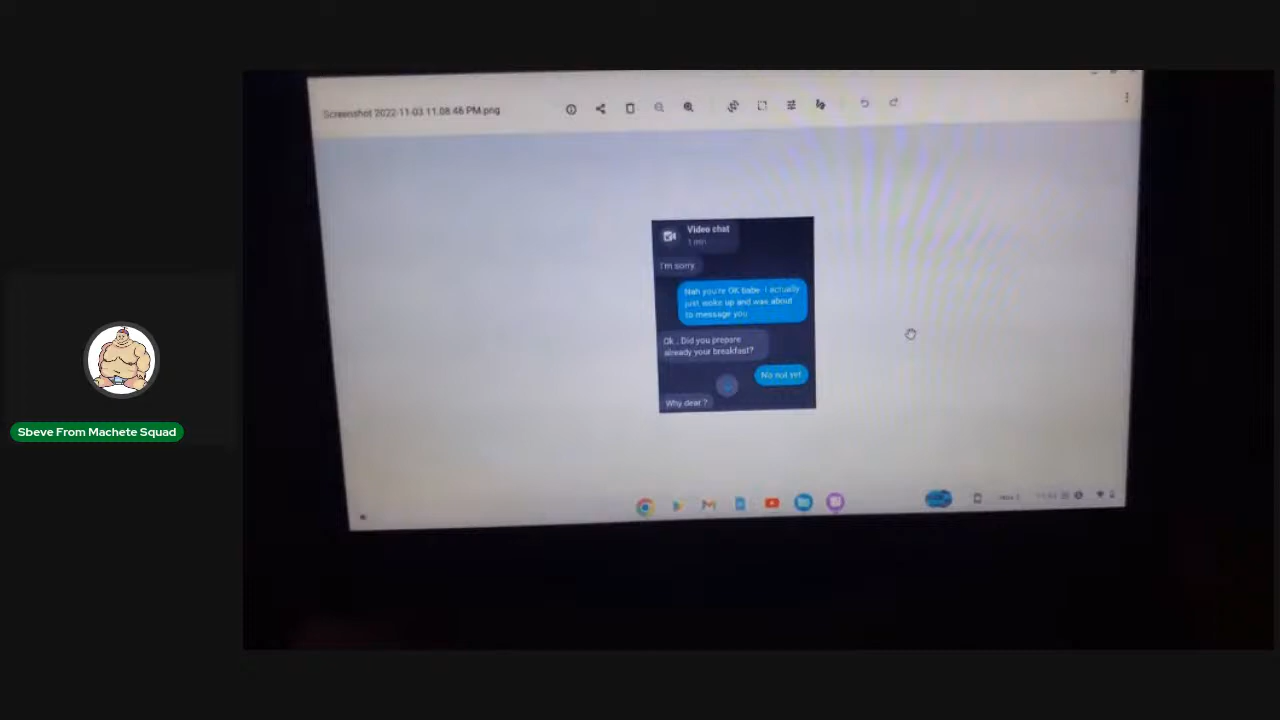 Screenshot 2022-11-03 11.08.46 PM.png
Video chat
1 min
I'm sorry
Nah you're OK babe I actually
just woke up and was about
to message you
Ok.. Did you prepare
already your breakfast?
No not yet
Why dear ?
Sbeve From Machete Squad